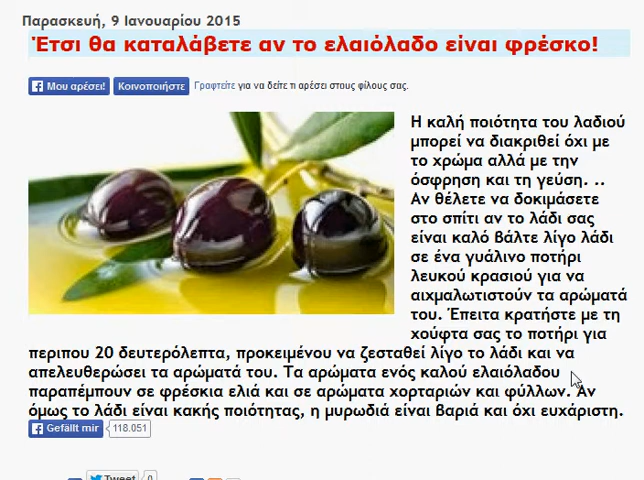 Παρασκευή, 9 Ιανουαρίου 2015
Έτσι θα καταλάβετε αν το ελαιόλαδο είναι φρέσκο!
Μου αρέσει! Κοινοποιήστε Γραφτείτε για να δείτε τι αρέσει στους φίλους σας.
Η καλή ποιότητα του λαδιού
μπορεί να διακριθεί όχι με
το χρώμα αλλά με την
όσφρηση και τη γεύση. ..
Αν θέλετε να δοκιμάσετε
στο σπίτι αν το λάδι σας
είναι καλό βάλτε λίγο λάδι
σε ένα γυάλινο ποτήρι
λευκού κρασιού για να
αιχμαλωτιστούν τα αρώματά
του. Έπειτα κρατήστε με τη
χούφτα σας το ποτήρι για
περιπου 20 δευτερόλεπτα, προκειμένου να ζεσταθεί λίγο το λάδι και να
απελευθερώσει τα αρώματά του. Τα αρώματα ενός καλού ελαιόλαδου
παραπέμπουν σε φρέσκια ελιά και σε αρώματα χορταριών και φύλλων. Αν
όμως το λάδι είναι κακής ποιότητας, η μυρωδιά είναι βαριά και όχι ευχάριστη.
Gefällt mir 118.051
Tweet 0